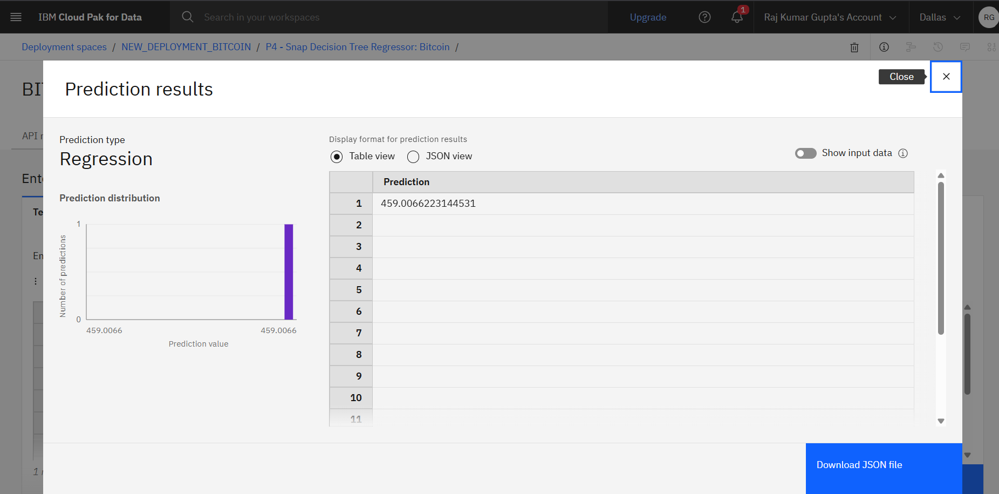 IBM Cloud Pak for Data
Search in your workspaces
Upgrade
1
Raj Kumar Gupta's Account
Dallas
RG
Deployment spaces / NEW_DEPLOYMENT_BITCOIN / P4 - Snap Decision Tree Regressor: Bitcoin /
Close
Prediction results
API
Prediction type
Regression
Prediction distribution
1
Number of predictions
0
459.0066 459.0066
Prediction value
Display format for prediction results
Table view JSON view
Show input data
Prediction
1 459.0066223144531
2
3
4
5
6
7
8
9
10
11
1
Download JSON file